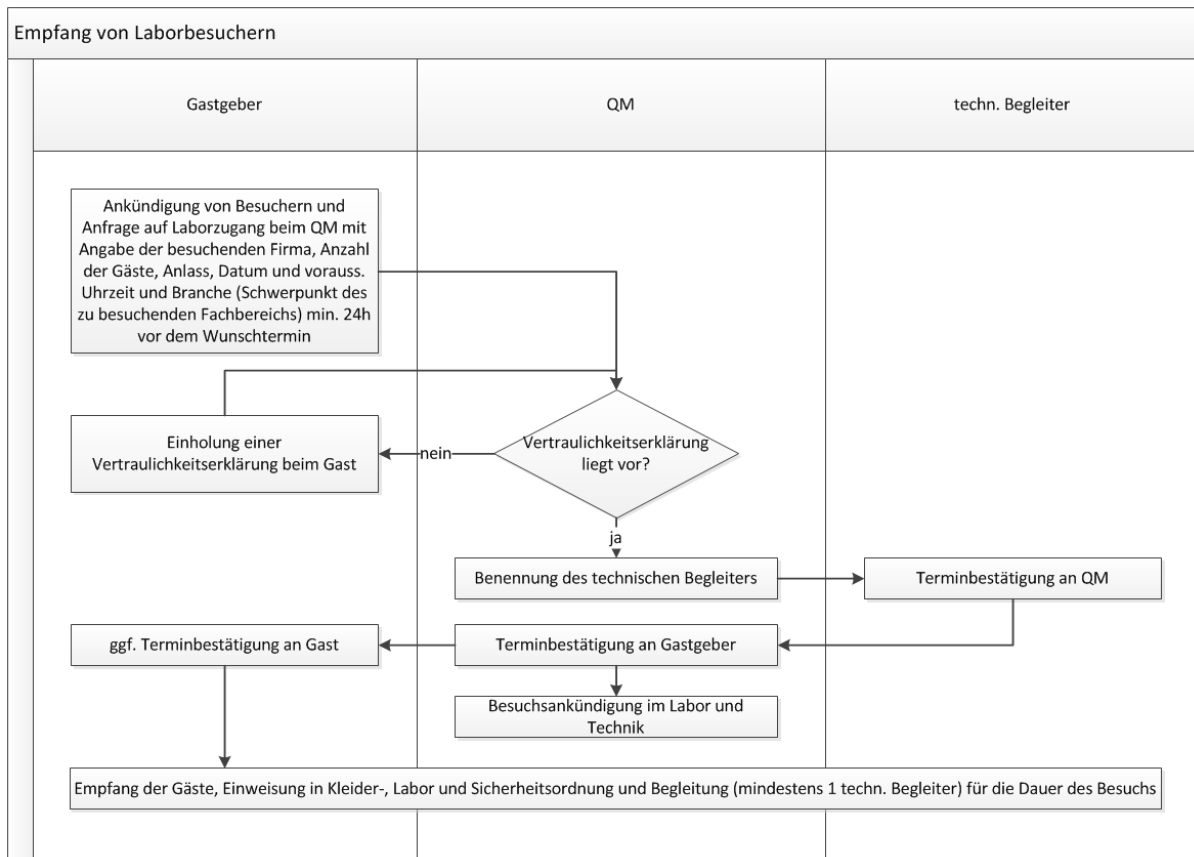 Empfang von Laborbesuchern
Gastgeber
QM
techn. Begleiter
Ankündigung von Besuchern und
Anfrage auf Laborzugang beim QM mit
Angabe der besuchenden Firma, Anzahl
der Gäste, Anlass, Datum und vorauss.
Uhrzeit und Branche (Schwerpunkt des
zu besuchenden Fachbereichs) min. 24h
vor dem Wunschtermin
Einholung einer
Vertraulichkeitserklärung beim Gast
nein
Vertraulichkeitserklärung
liegt vor?
ja
Benennung des technischen Begleiters
Terminbestätigung an QM
ggf. Terminbestätigung an Gast
Terminbestätigung an Gastgeber
Besuchsankündigung im Labor und
Technik
Empfang der Gäste, Einweisung in Kleider-, Labor und Sicherheitsordnung und Begleitung (mindestens 1 techn. Begleiter) für die Dauer des Besuchs